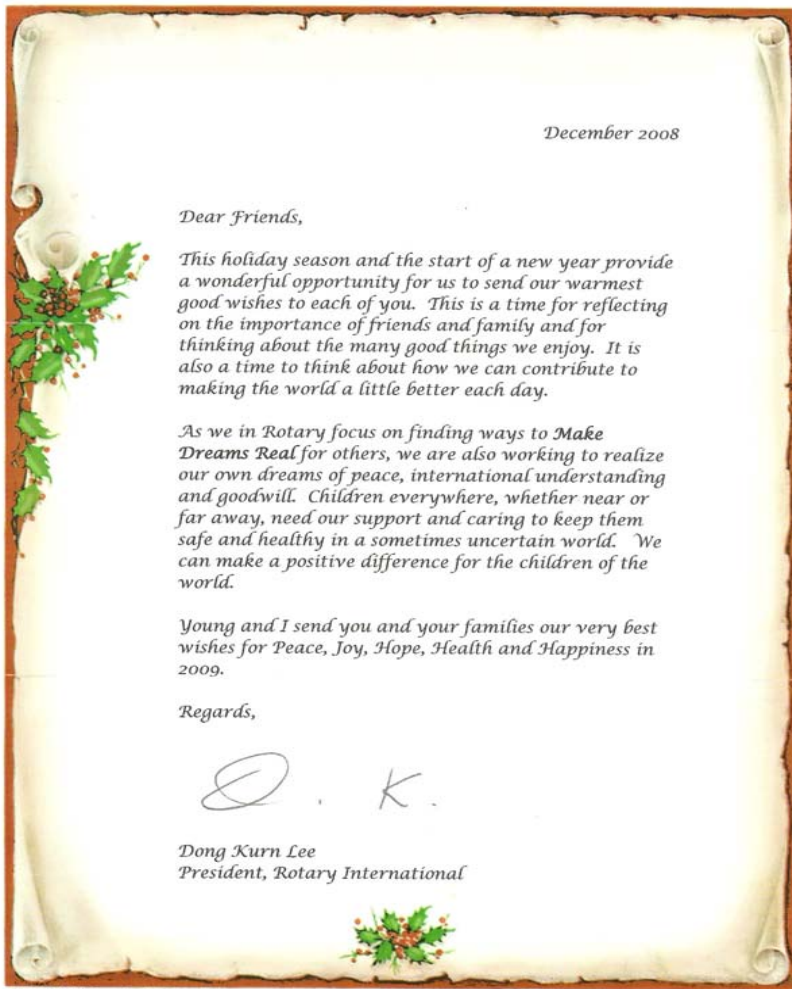 December 2008
Dear Friends,
This holiday season and the start of a new year provide
a wonderful opportunity for us to send our warmest
good wishes to each of you.  This is a time for reflecting
on the importance of friends and family and for
thinking about the many good things we enjoy.  It is
also a time to think about how we can contribute to
making the world a little better each day.
As we in Rotary focus on finding ways to Make
Dreams Real for others, we are also working to realize
our own dreams of peace, international understanding
and goodwill.  Children everywhere, whether near or
far away, need our support and caring to keep them
safe and healthy in a sometimes uncertain world.   We
can make a positive difference for the children of the
world.
Young and I send you and your families our very best
wishes for Peace, Joy, Hope, Health and Happiness in
2009.
Regards,
D. K.
Dong Kurn Lee
President, Rotary International